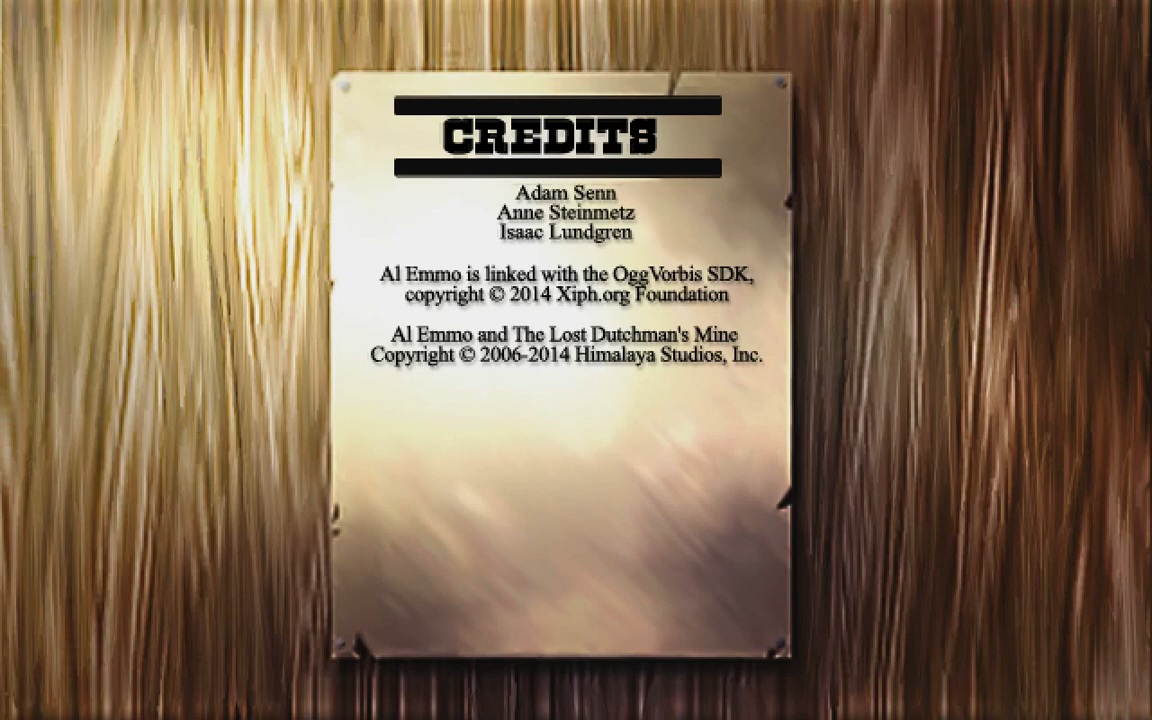 CREDITS
Adam Senn
Anne Steinmetz
Isaac Lundgren
Al Emmo is linked with the OggVorbis SDK,
copyright © 2014 Xiph.org Foundation
Al Emmo and The Lost Dutchman's Mine
Copyright © 2006-2014 Himalaya Studios, Inc.